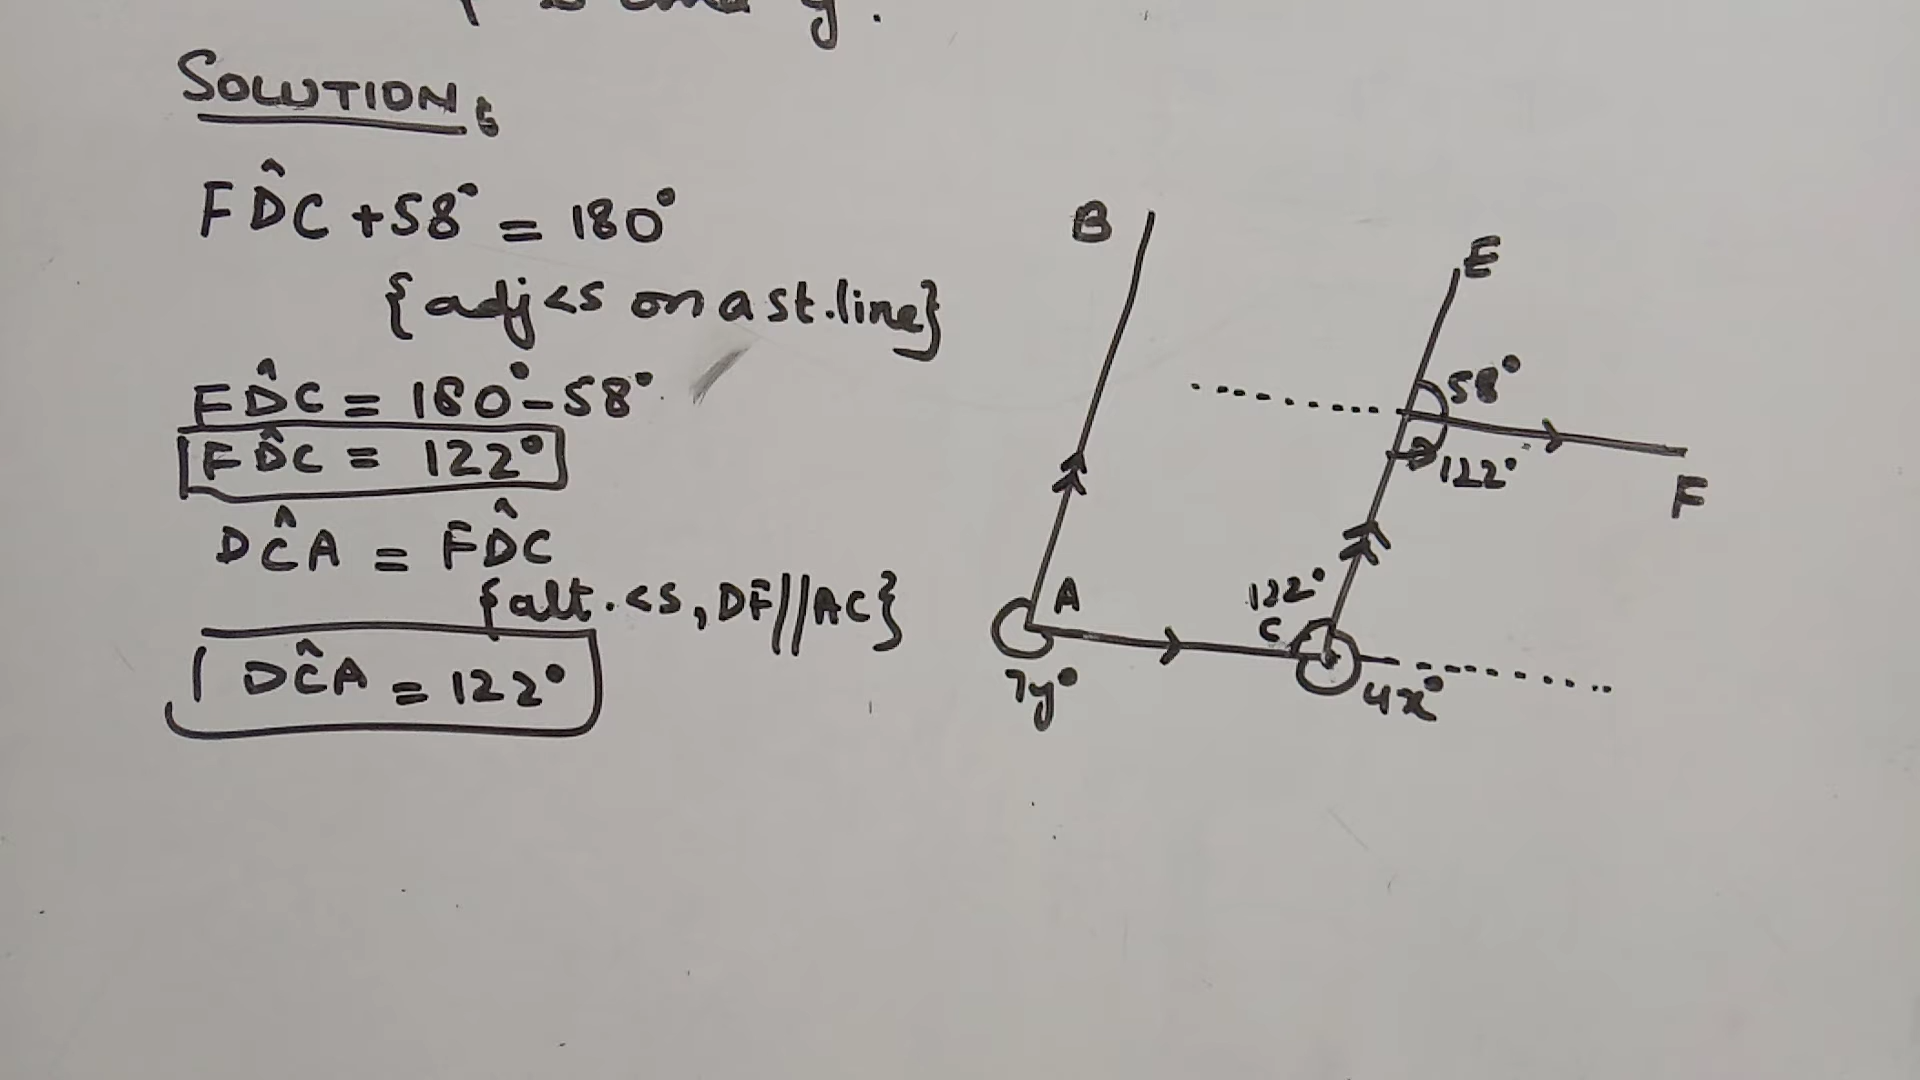 SOLUTION:
FD̂C + 58° = 180°
{adj <s on a st. line}
FD̂C = 180° - 58°
FD̂C = 122°
DĈA = FD̂C
{alt. <s, DF//AC}
DĈA = 122°
B
E
58°
122°
F
A
122°
C
7y°
4x°